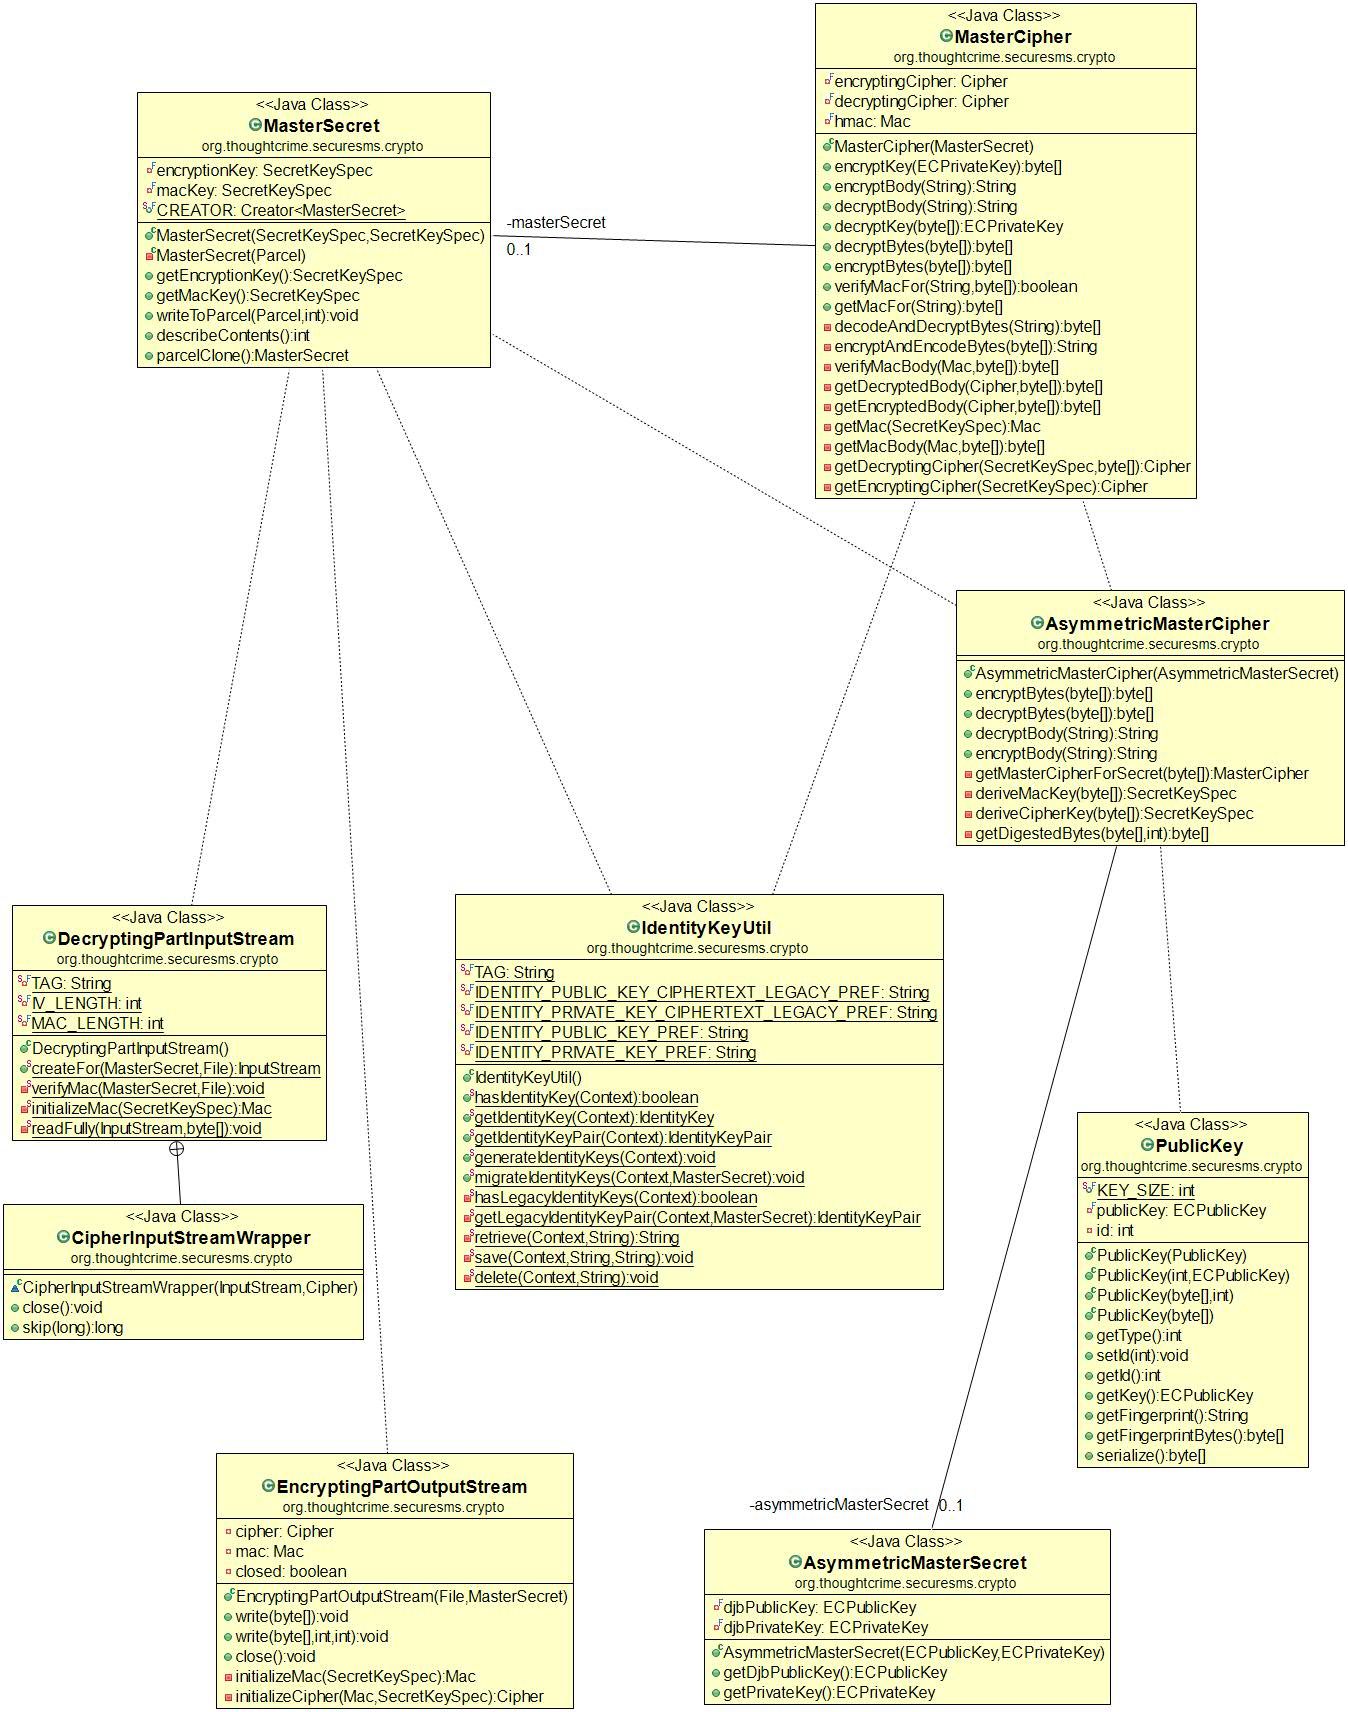 <<Java Class>>
MasterCipher
org.thoughtcrime.securesms.crypto
encryptingCipher: Cipher
decryptingCipher: Cipher
hmac: Mac
MasterCipher(MasterSecret)
encryptKey(ECPrivateKey):byte[]
encryptBody(String):String
decryptBody(String):String
decryptKey(byte[]):ECPrivateKey
decryptBytes(byte[]):byte[]
encryptBytes(byte[]):byte[]
verifyMacFor(String,byte[]):boolean
getMacFor(String):byte[]
decodeAndDecryptBytes(String):byte[]
encryptAndEncodeBytes(byte[]):String
verifyMacBody(Mac,byte[]):byte[]
getDecryptedBody(Cipher,byte[]):byte[]
getEncryptedBody(Cipher,byte[]):byte[]
getMac(SecretKeySpec):Mac
getMacBody(Mac,byte[]):byte[]
getDecryptingCipher(SecretKeySpec,byte[]):Cipher
getEncryptingCipher(SecretKeySpec):Cipher
<<Java Class>>
MasterSecret
org.thoughtcrime.securesms.crypto
encryptionKey: SecretKeySpec
macKey: SecretKeySpec
CREATOR: Creator<MasterSecret>
MasterSecret(SecretKeySpec,SecretKeySpec)
MasterSecret(Parcel)
getEncryptionKey():SecretKeySpec
getMacKey():SecretKeySpec
writeToParcel(Parcel,int):void
describeContents():int
parcelClone():MasterSecret
-masterSecret
0..1
<<Java Class>>
AsymmetricMasterCipher
org.thoughtcrime.securesms.crypto
AsymmetricMasterCipher(AsymmetricMasterSecret)
encryptBytes(byte[]):byte[]
decryptBytes(byte[]):byte[]
decryptBody(String):String
encryptBody(String):String
getMasterCipherForSecret(byte[]):MasterCipher
deriveMacKey(byte[]):SecretKeySpec
deriveCipherKey(byte[]):SecretKeySpec
getDigestedBytes(byte[],int):byte[]
<<Java Class>>
DecryptingPartInputStream
org.thoughtcrime.securesms.crypto
TAG: String
IV_LENGTH: int
MAC_LENGTH: int
DecryptingPartInputStream()
createFor(MasterSecret,File):InputStream
verifyMac(MasterSecret,File):void
initializeMac(SecretKeySpec):Mac
readFully(InputStream,byte[]):void
<<Java Class>>
IdentityKeyUtil
org.thoughtcrime.securesms.crypto
TAG: String
IDENTITY_PUBLIC_KEY_CIPHERTEXT_LEGACY_PREF: String
IDENTITY_PRIVATE_KEY_CIPHERTEXT_LEGACY_PREF: String
IDENTITY_PUBLIC_KEY_PREF: String
IDENTITY_PRIVATE_KEY_PREF: String
IdentityKeyUtil()
hasIdentityKey(Context):boolean
getIdentityKey(Context):IdentityKey
getIdentityKeyPair(Context):IdentityKeyPair
generateIdentityKeys(Context):void
migrateIdentityKeys(Context,MasterSecret):void
hasLegacyIdentityKeys(Context):boolean
getLegacyIdentityKeyPair(Context,MasterSecret):IdentityKeyPair
retrieve(Context,String):String
save(Context,String,String):void
delete(Context,String):void
<<Java Class>>
CipherInputStreamWrapper
org.thoughtcrime.securesms.crypto
CipherInputStreamWrapper(InputStream,Cipher)
close():void
skip(long):long
<<Java Class>>
PublicKey
org.thoughtcrime.securesms.crypto
KEY_SIZE: int
publicKey: ECPublicKey
id: int
PublicKey(PublicKey)
PublicKey(int,ECPublicKey)
PublicKey(byte[],int)
PublicKey(byte[])
getType():int
setId(int):void
getId():int
getKey():ECPublicKey
getFingerprint():String
getFingerprintBytes():byte[]
serialize():byte[]
<<Java Class>>
EncryptingPartOutputStream
org.thoughtcrime.securesms.crypto
cipher: Cipher
mac: Mac
closed: boolean
EncryptingPartOutputStream(File,MasterSecret)
write(byte[]):void
write(byte[],int,int):void
close():void
initializeMac(SecretKeySpec):Mac
initializeCipher(Mac,SecretKeySpec):Cipher
-asymmetricMasterSecret 0..1
<<Java Class>>
AsymmetricMasterSecret
org.thoughtcrime.securesms.crypto
djbPublicKey: ECPublicKey
djbPrivateKey: ECPrivateKey
AsymmetricMasterSecret(ECPublicKey,ECPrivateKey)
getDjbPublicKey():ECPublicKey
getPrivateKey():ECPrivateKey